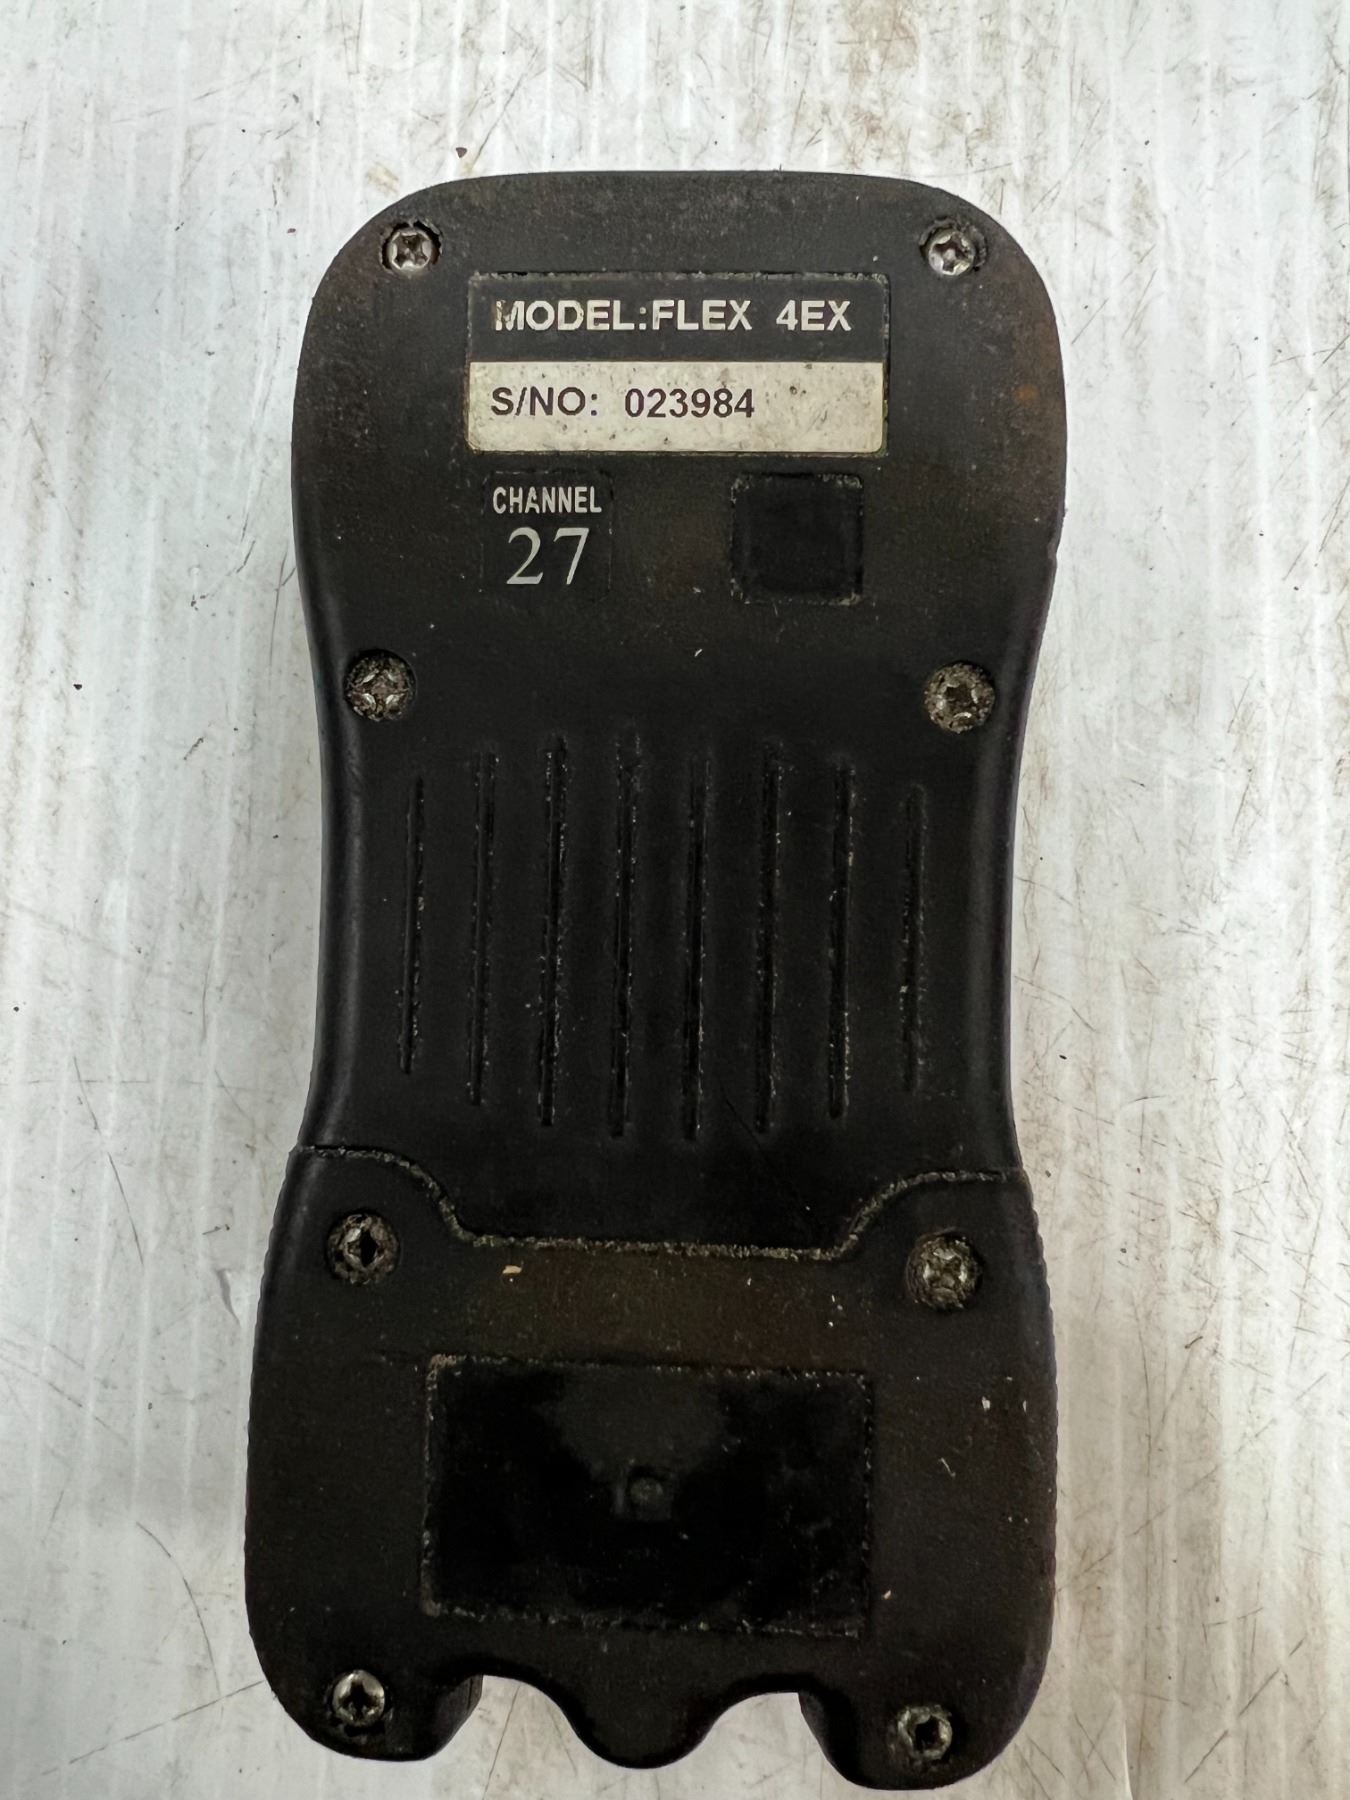 MODEL:FLEX 4EX
S/NO: 023984
CHANNEL
27